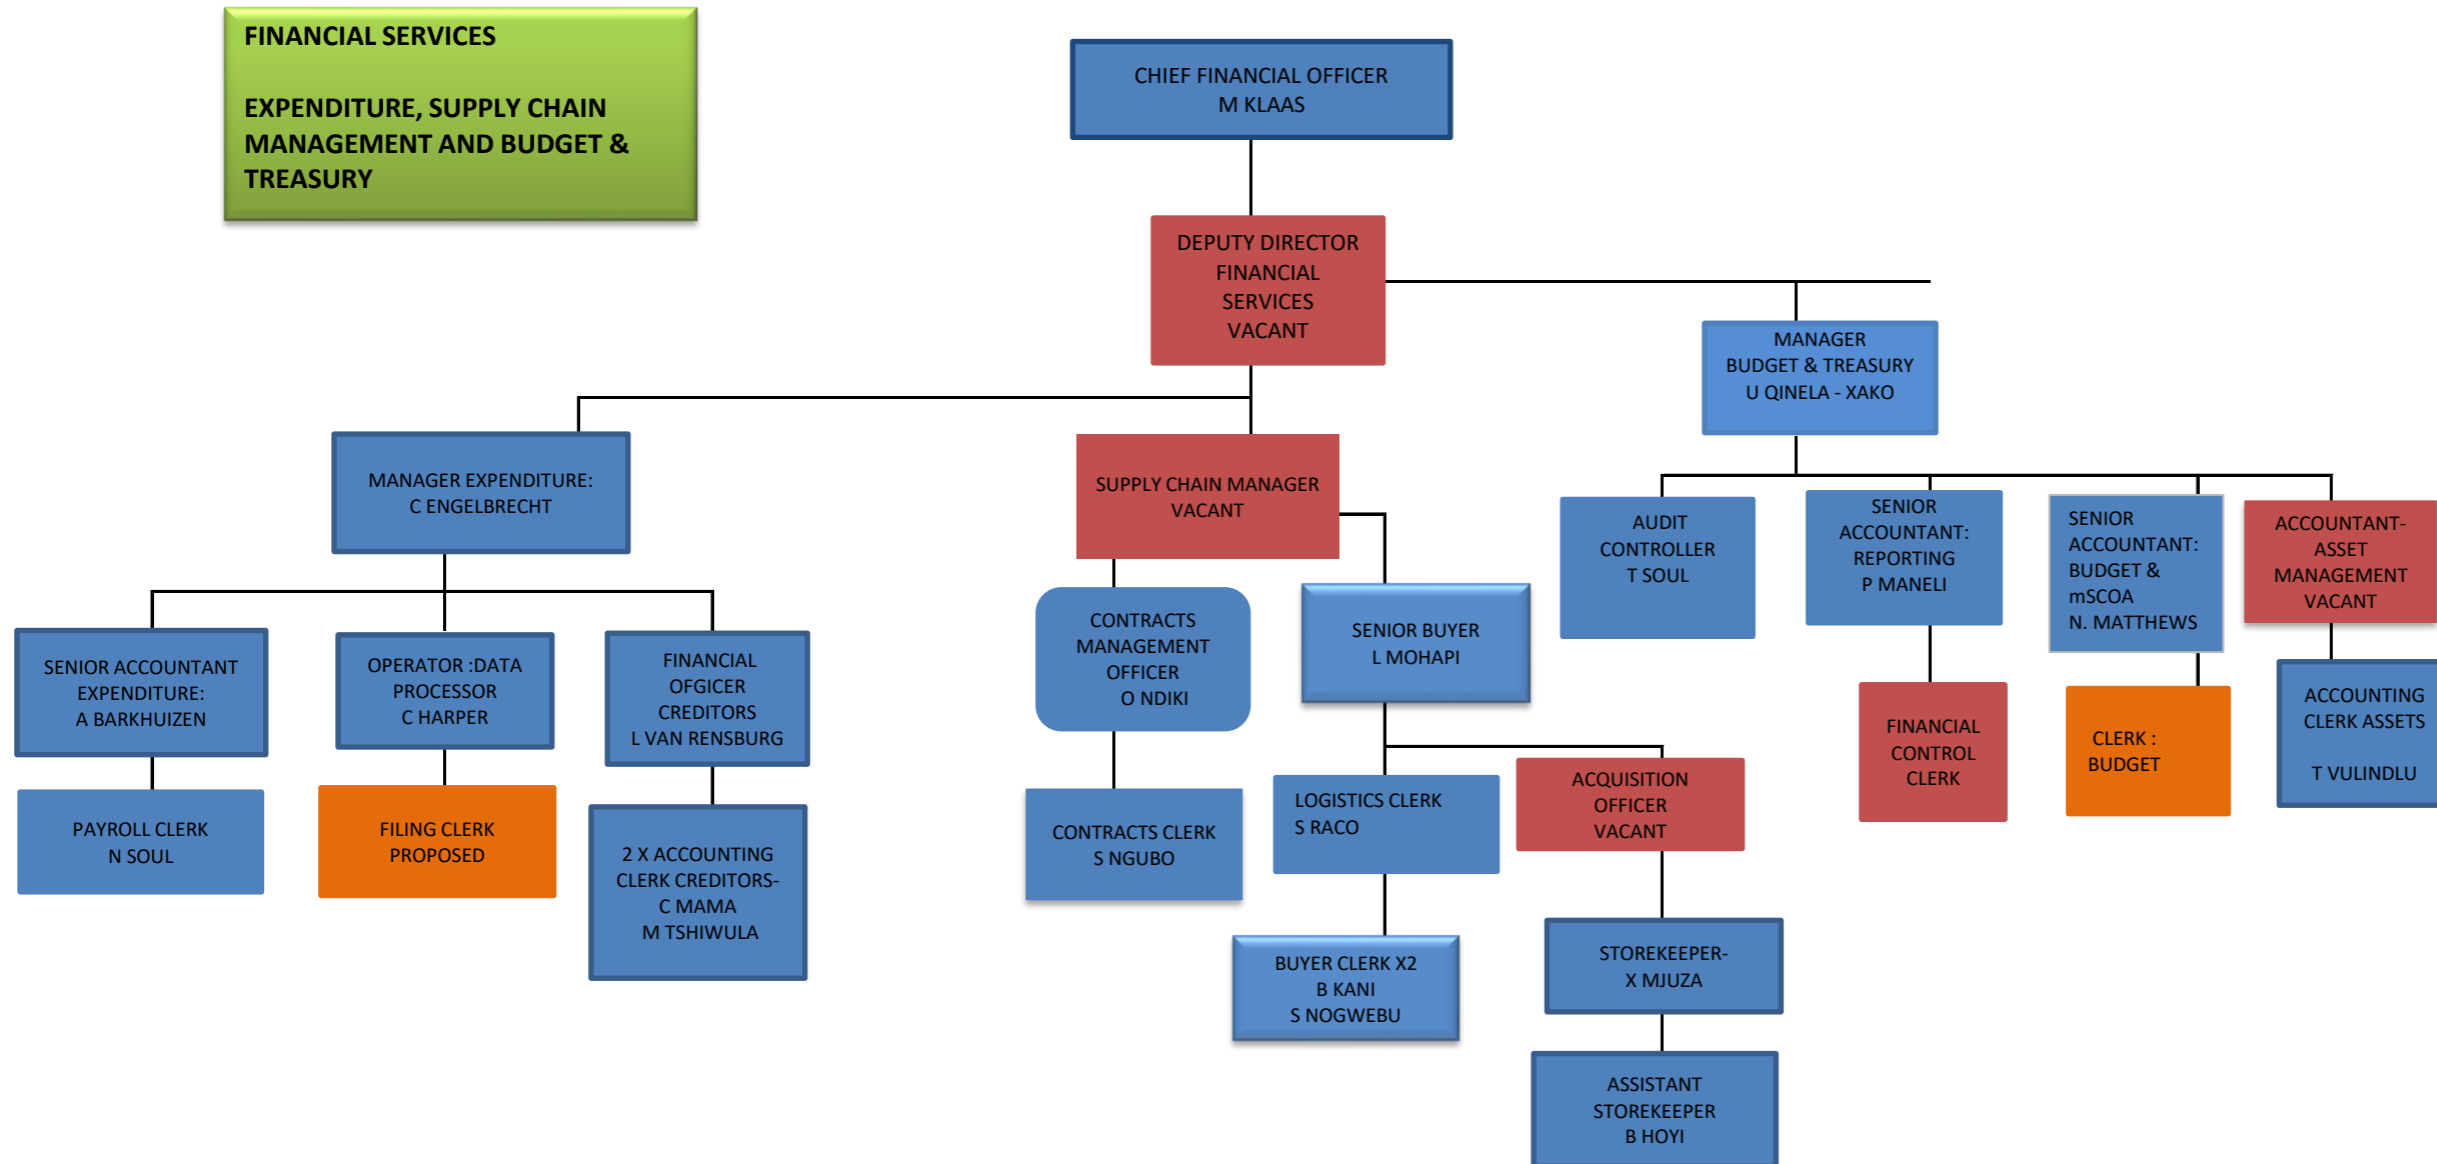 FINANCIAL SERVICES
EXPENDITURE, SUPPLY CHAIN
MANAGEMENT AND BUDGET &
TREASURY
CHIEF FINANCIAL OFFICER
M KLAAS
DEPUTY DIRECTOR
FINANCIAL
SERVICES
VACANT
MANAGER
BUDGET & TREASURY
U QINELA - XAKO
MANAGER EXPENDITURE:
C ENGELBRECHT
SUPPLY CHAIN MANAGER
VACANT
AUDIT
CONTROLLER
T SOUL
SENIOR
ACCOUNTANT:
REPORTING
P MANELI
SENIOR
ACCOUNTANT:
BUDGET &
mSCOA
N. MATTHEWS
ACCOUNTANT-
ASSET
MANAGEMENT
VACANT
SENIOR ACCOUNTANT
EXPENDITURE:
A BARKHUIZEN
OPERATOR :DATA
PROCESSOR
C HARPER
FINANCIAL
OFGICER
CREDITORS
L VAN RENSBURG
CONTRACTS
MANAGEMENT
OFFICER
O NDIKI
SENIOR BUYER
L MOHAPI
FINANCIAL
CONTROL
CLERK
CLERK :
BUDGET
ACCOUNTING
CLERK ASSETS
T VULINDLU
PAYROLL CLERK
N SOUL
FILING CLERK
PROPOSED
2 X ACCOUNTING
CLERK CREDITORS-
C MAMA
M TSHIWULA
CONTRACTS CLERK
S NGUBO
LOGISTICS CLERK
S RACO
ACQUISITION
OFFICER
VACANT
BUYER CLERK X2
B KANI
S NOGWEBU
STOREKEEPER-
X MJUZA
ASSISTANT
STOREKEEPER
B HOYI